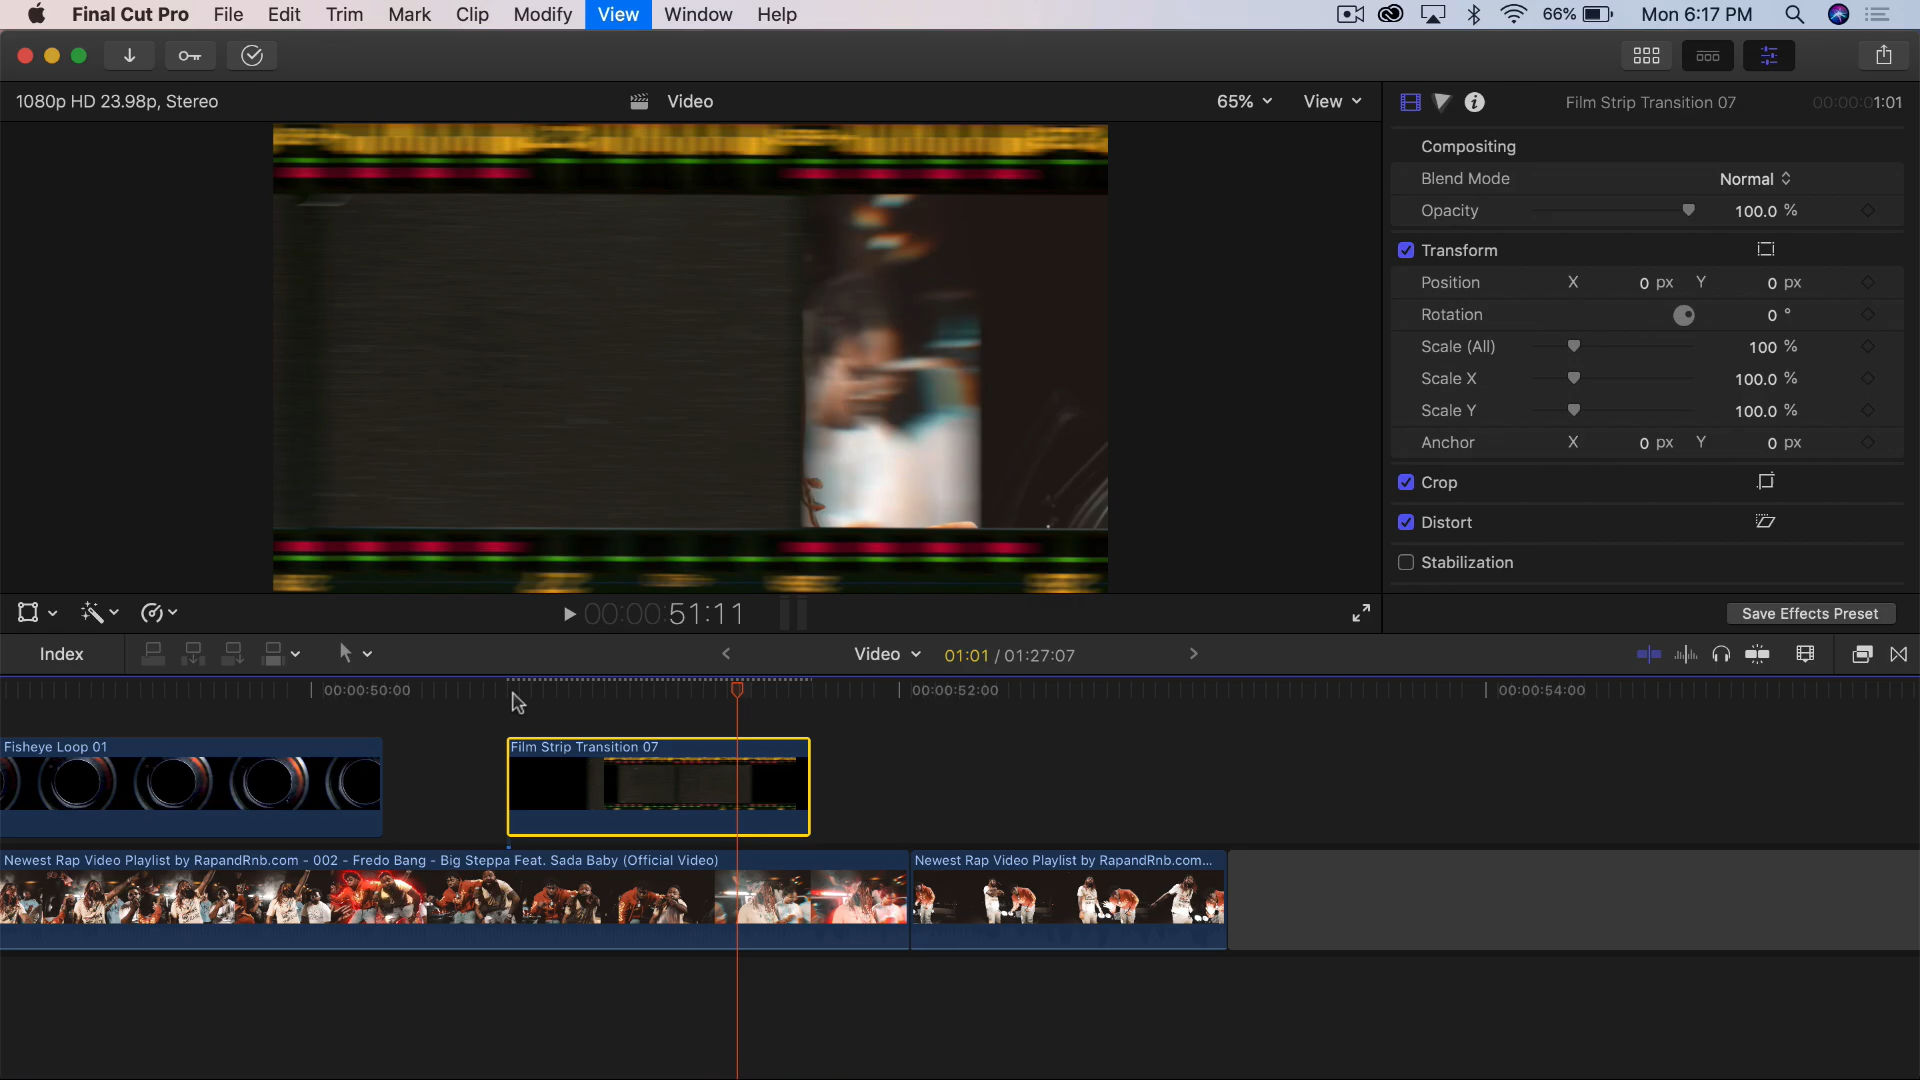 Final Cut Pro File Edit Trim Mark Clip Modify View Window Help 66% Mon 6:17 PM
1080p HD 23.98p, Stereo Video 65% View Film Strip Transition 07 00:00:01:01
Compositing
Blend Mode Normal
Opacity 100.0 %
Transform
Position X 0 px Y 0 px
Rotation 0 °
Scale (All) 100 %
Scale X 100.0 %
Scale Y 100.0 %
Anchor X 0 px Y 0 px
Crop
Distort
Stabilization
00:00:51:11 Save Effects Preset
Index Video 01:01 / 01:27:07
00:00:50:00 00:00:52:00 00:00:54:00
Fisheye Loop 01 Film Strip Transition 07
Newest Rap Video Playlist by RapandRnb.com - 002 - Fredo Bang - Big Steppa Feat. Sada Baby (Official Video) Newest Rap Video Playlist by RapandRnb.com...